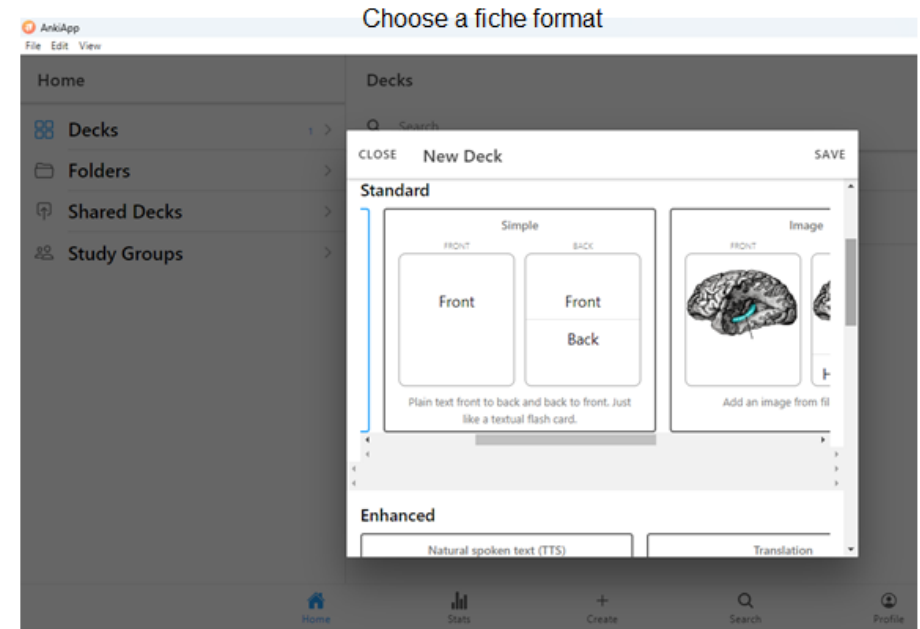 Choose a fiche format
AnkiApp
File Edit View
Home
Decks
Decks
1
Search
Folders
Shared Decks
Study Groups
CLOSE
New Deck
SAVE
Standard
Simple
FRONT
BACK
Front
Front
Back
Plain text front to back and back to front. Just
like a textual flash card.
Image
FRONT
H
Add an image from fil
Enhanced
Natural spoken text (TTS)
Translation
Home
Stats
Create
Search
Profile